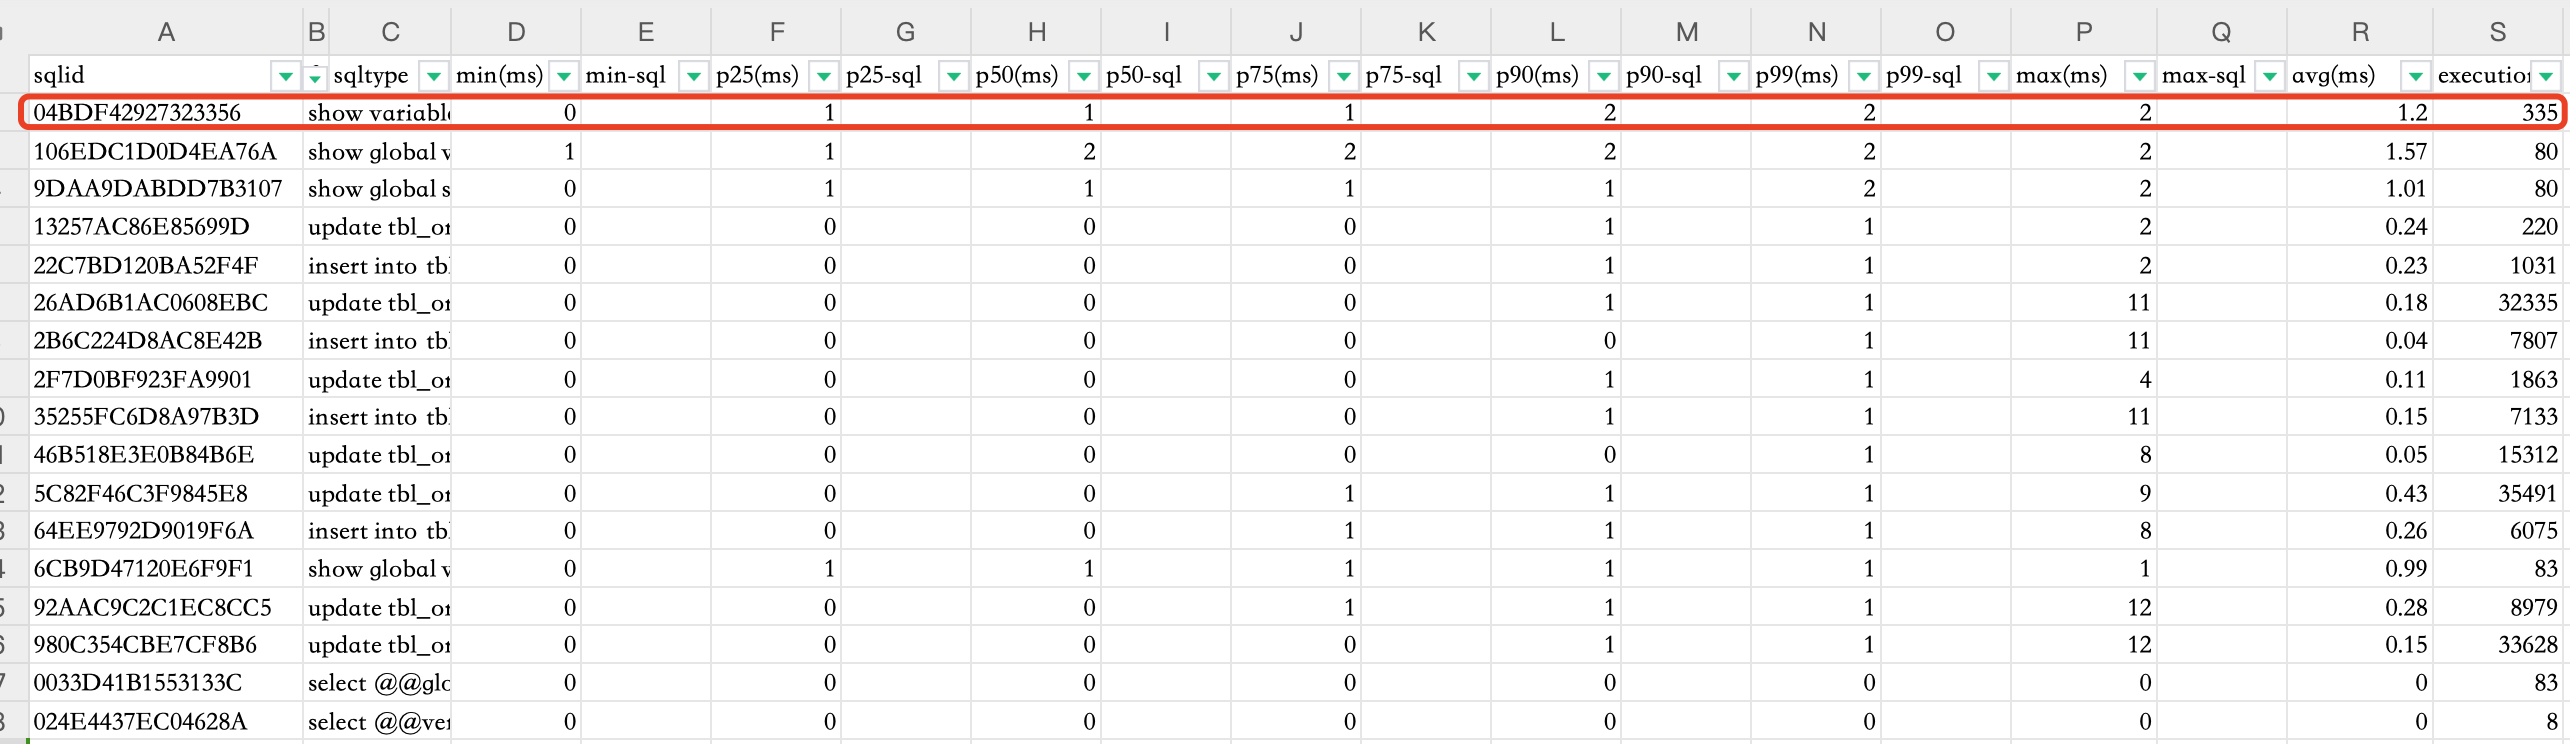 A B C D E F G H I J K L M N O P Q R S
sqlid sqltype min(ms) min-sql p25(ms) p25-sql p50(ms) p50-sql p75(ms) p75-sql p90(ms) p90-sql p99(ms) p99-sql max(ms) max-sql avg(ms) execution
04BDF42927323356 show variable 0 1 1 1 2 2 2 1.2 335
106EDC1D0D4EA76A show global v 1 1 2 2 2 2 2 1.57 80
9DAA9DABDD7B3107 show global s 0 1 1 1 1 2 2 1.01 80
13257AC86E85699D update tbl_or 0 0 0 0 1 1 2 0.24 220
22C7BD120BA52F4F insert into tb 0 0 0 0 1 1 2 0.23 1031
26AD6B1AC0608EBC update tbl_or 0 0 0 0 1 1 11 0.18 32335
2B6C224D8AC8E42B insert into tb 0 0 0 0 0 1 11 0.04 7807
2F7D0BF923FA9901 update tbl_or 0 0 0 0 1 1 4 0.11 1863
35255FC6D8A97B3D insert into tb 0 0 0 0 1 1 11 0.15 7133
46B518E3E0B84B6E update tbl_or 0 0 0 0 0 1 8 0.05 15312
5C82F46C3F9845E8 update tbl_or 0 0 0 1 1 1 9 0.43 35491
64EE9792D9019F6A insert into tb 0 0 0 1 1 1 8 0.26 6075
6CB9D47120E6F9F1 show global v 0 1 1 1 1 1 1 0.99 83
92AAC9C2C1EC8CC5 update tbl_or 0 0 0 1 1 1 12 0.28 8979
980C354CBE7CF8B6 update tbl_or 0 0 0 0 1 1 12 0.15 33628
0033D41B1553133C select @@glo 0 0 0 0 0 0 0 0 83
024E4437EC04628A select @@ver 0 0 0 0 0 0 0 0 8